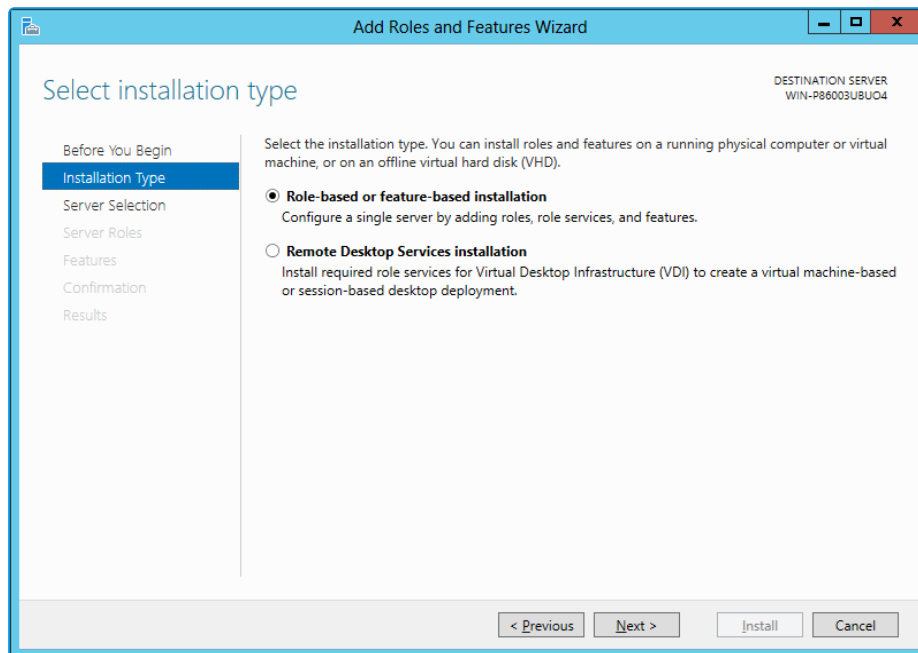 Add Roles and Features Wizard
Select installation type
DESTINATION SERVER
WIN-P86003UBUO4
Before You Begin
Installation Type
Server Selection
Server Roles
Features
Confirmation
Results
Select the installation type. You can install roles and features on a running physical computer or virtual
machine, or on an offline virtual hard disk (VHD).
Role-based or feature-based installation
Configure a single server by adding roles, role services, and features.
Remote Desktop Services installation
Install required role services for Virtual Desktop Infrastructure (VDI) to create a virtual machine-based
or session-based desktop deployment.
< Previous
Next >
Install
Cancel